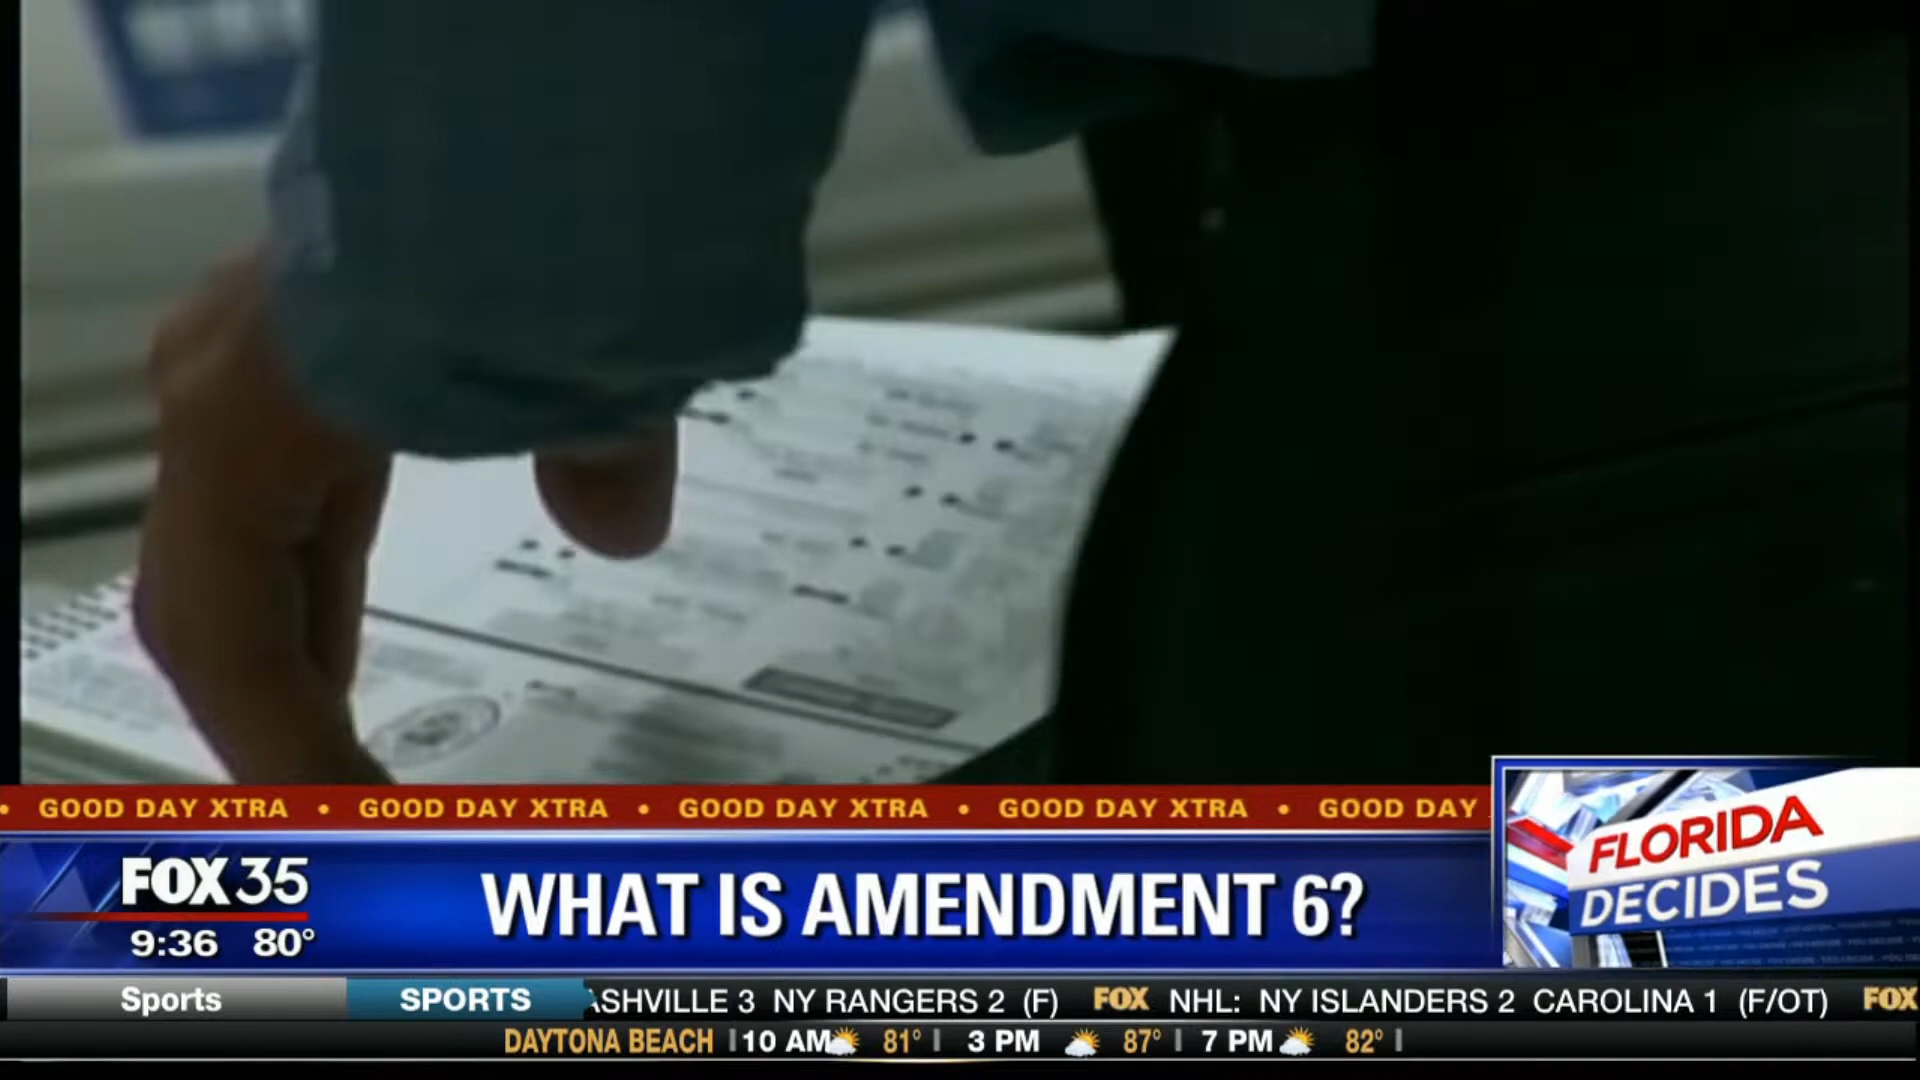 • GOOD DAY XTRA • GOOD DAY XTRA • GOOD DAY XTRA • GOOD DAY XTRA • GOOD DAY
FOX 35
9:36 80°
WHAT IS AMENDMENT 6?
FLORIDA
DECIDES
Sports SPORTS ASHVILLE 3 NY RANGERS 2 (F) FOX NHL: NY ISLANDERS 2 CAROLINA 1 (F/OT) FOX
DAYTONA BEACH | 10 AM 81° | 3 PM 87° | 7 PM 82° |